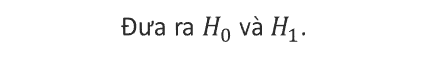 Đưa ra H₀ và H₁.